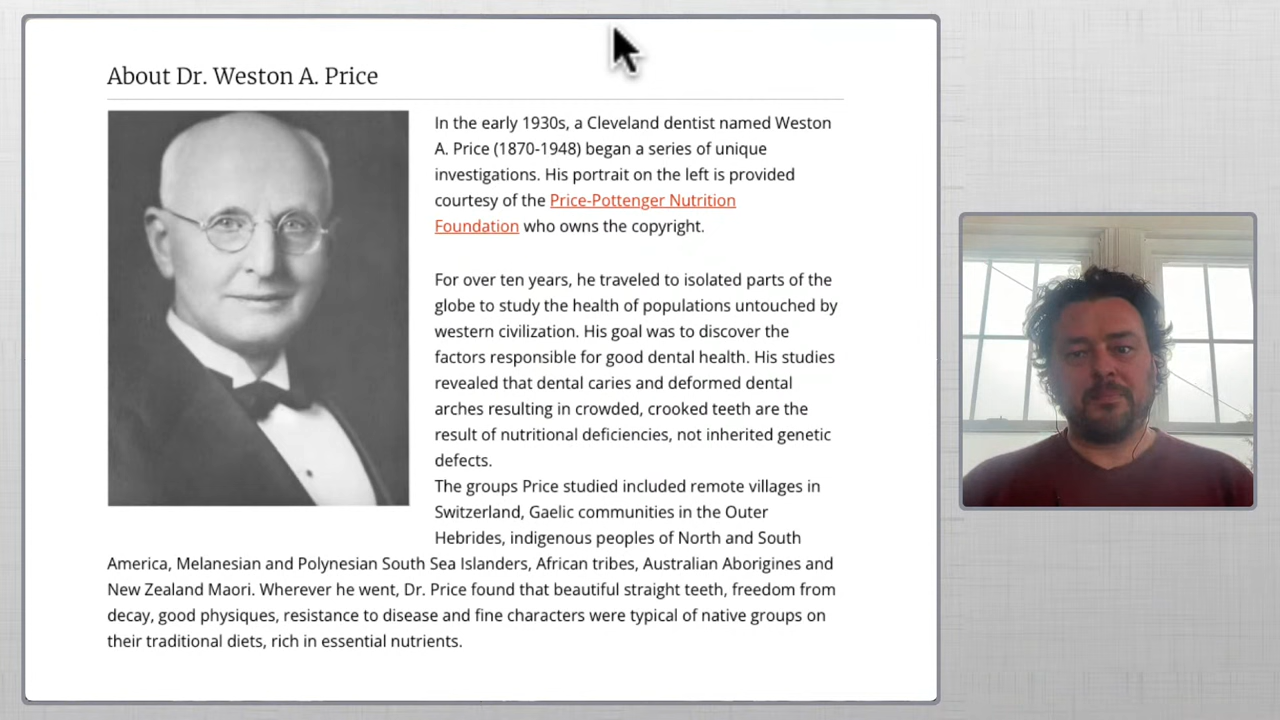 About Dr. Weston A. Price
In the early 1930s, a Cleveland dentist named Weston
A. Price (1870-1948) began a series of unique
investigations. His portrait on the left is provided
courtesy of the Price-Pottenger Nutrition
Foundation who owns the copyright.
For over ten years, he traveled to isolated parts of the
globe to study the health of populations untouched by
western civilization. His goal was to discover the
factors responsible for good dental health. His studies
revealed that dental caries and deformed dental
arches resulting in crowded, crooked teeth are the
result of nutritional deficiencies, not inherited genetic
defects.
The groups Price studied included remote villages in
Switzerland, Gaelic communities in the Outer
Hebrides, indigenous peoples of North and South
America, Melanesian and Polynesian South Sea Islanders, African tribes, Australian Aborigines and
New Zealand Maori. Wherever he went, Dr. Price found that beautiful straight teeth, freedom from
decay, good physiques, resistance to disease and fine characters were typical of native groups on
their traditional diets, rich in essential nutrients.